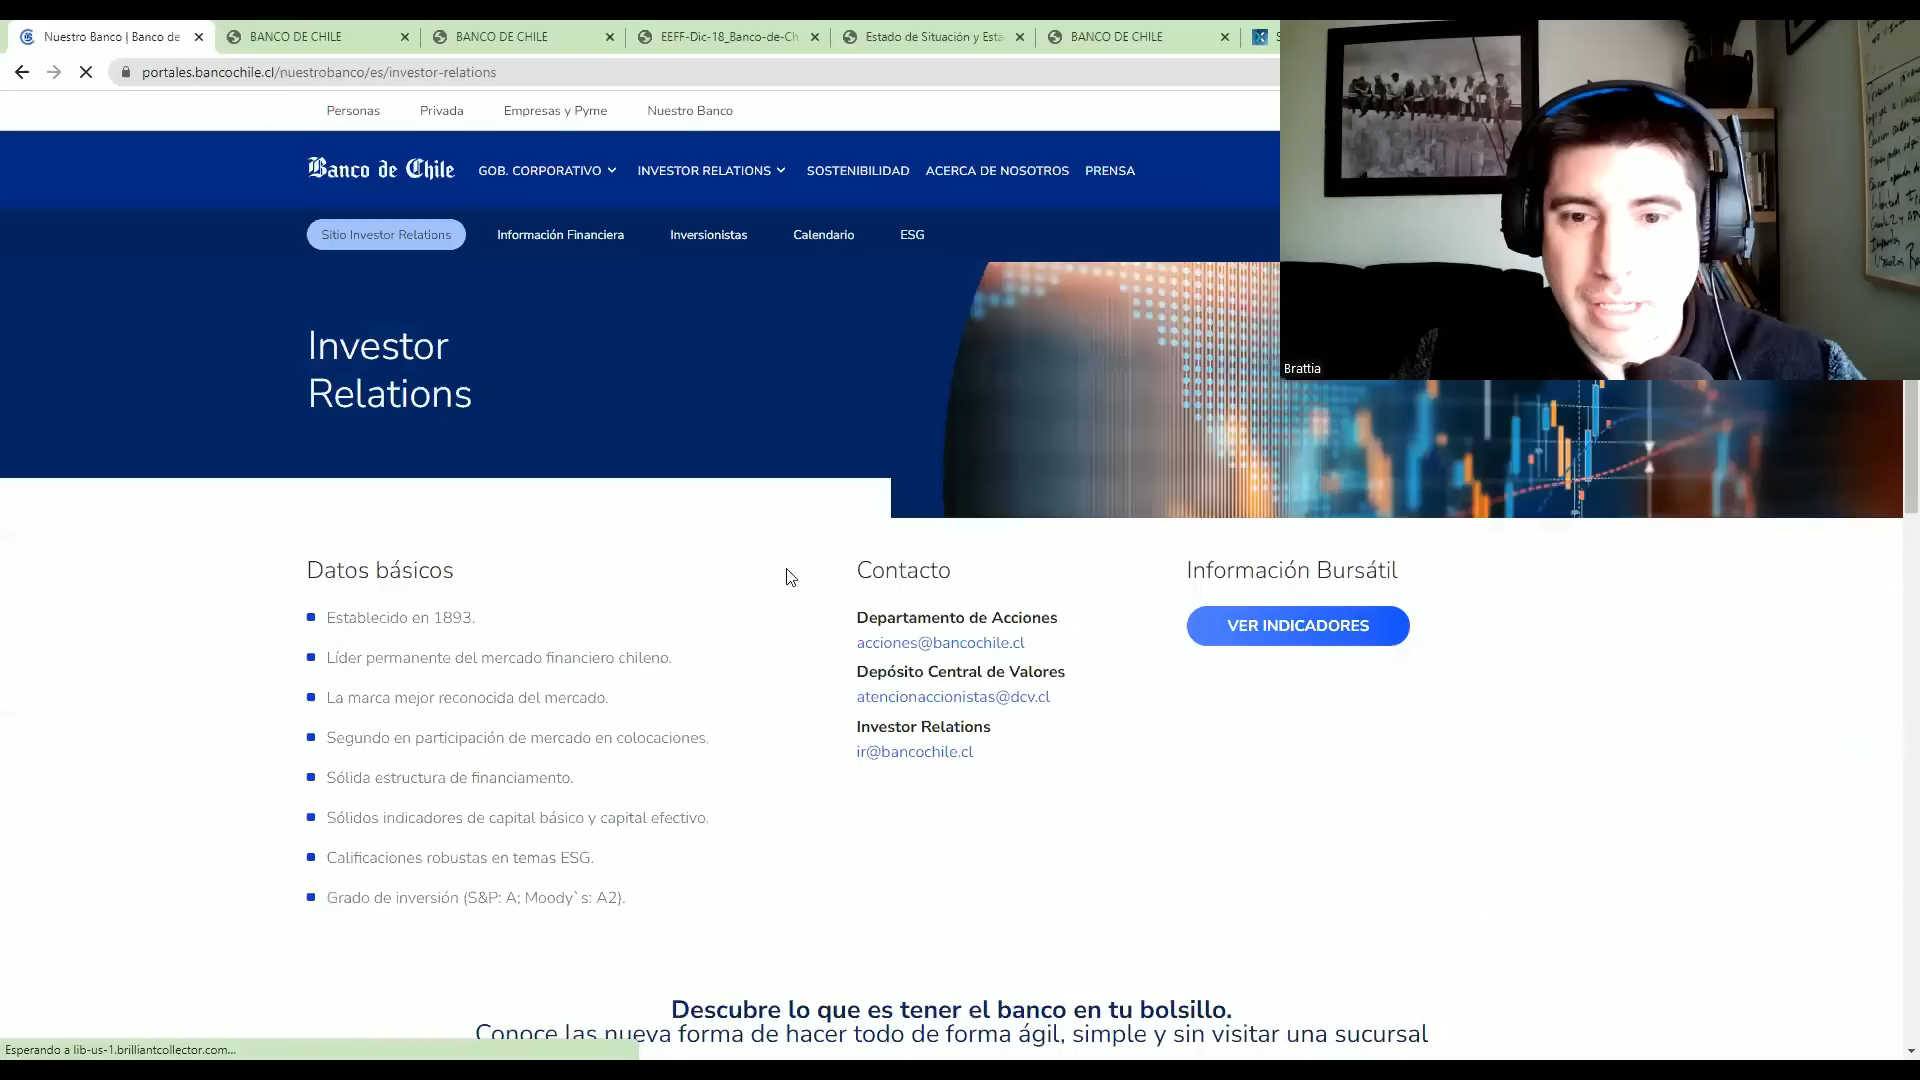 Nuestro Banco | Banco de
BANCO DE CHILE
BANCO DE CHILE
EEFF-Dic-18_Banco-de-Ch
Estado de Situación y Esta
BANCO DE CHILE
portales.bancochile.cl/nuestrobanco/es/investor-relations
Personas
Privada
Empresas y Pyme
Nuestro Banco
Banco de Chile
GOB. CORPORATIVO
INVESTOR RELATIONS
SOSTENIBILIDAD
ACERCA DE NOSOTROS
PRENSA
Sitio Investor Relations
Información Financiera
Inversionistas
Calendario
ESG
Investor
Relations
Brattia
Datos básicos
Establecido en 1893.
Líder permanente del mercado financiero chileno.
La marca mejor reconocida del mercado.
Segundo en participación de mercado en colocaciones.
Sólida estructura de financiamento.
Sólidos indicadores de capital básico y capital efectivo.
Calificaciones robustas en temas ESG.
Grado de inversión (S&P: A; Moody`s: A2).
Contacto
Departamento de Acciones
acciones@bancochile.cl
Depósito Central de Valores
atencionaccionistas@dcv.cl
Investor Relations
ir@bancochile.cl
Información Bursátil
VER INDICADORES
Descubre lo que es tener el banco en tu bolsillo.
Conoce las nueva forma de hacer todo de forma ágil, simple y sin visitar una sucursal
Esperando a lib-us-1.brilliantcollector.com...